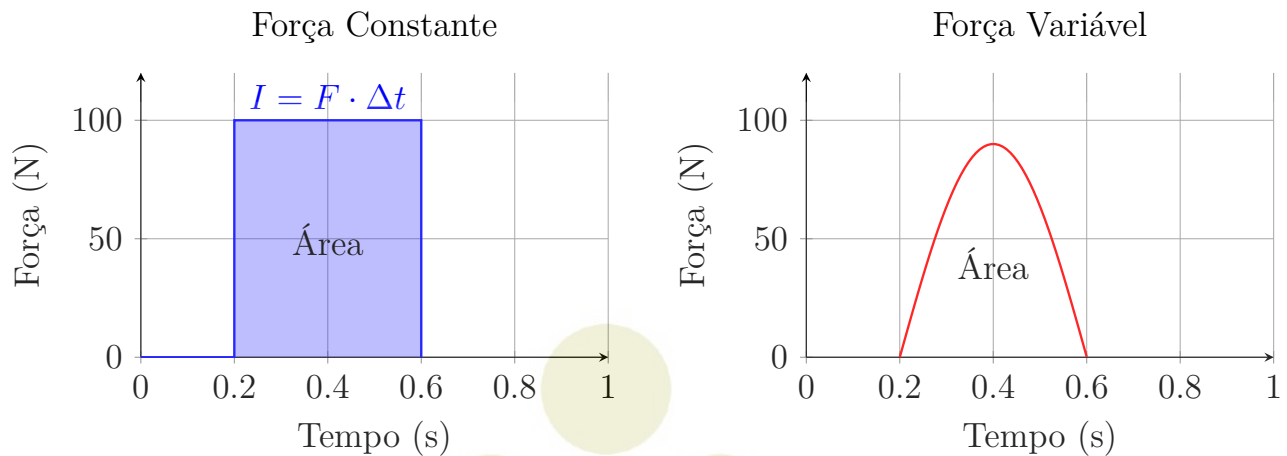 Força Constante
I = F · Δt
100
50
0
Força (N)
Área
0 0.2 0.4 0.6 0.8 1
Tempo (s)
Força Variável
100
50
0
Força (N)
Área
0 0.2 0.4 0.6 0.8 1
Tempo (s)